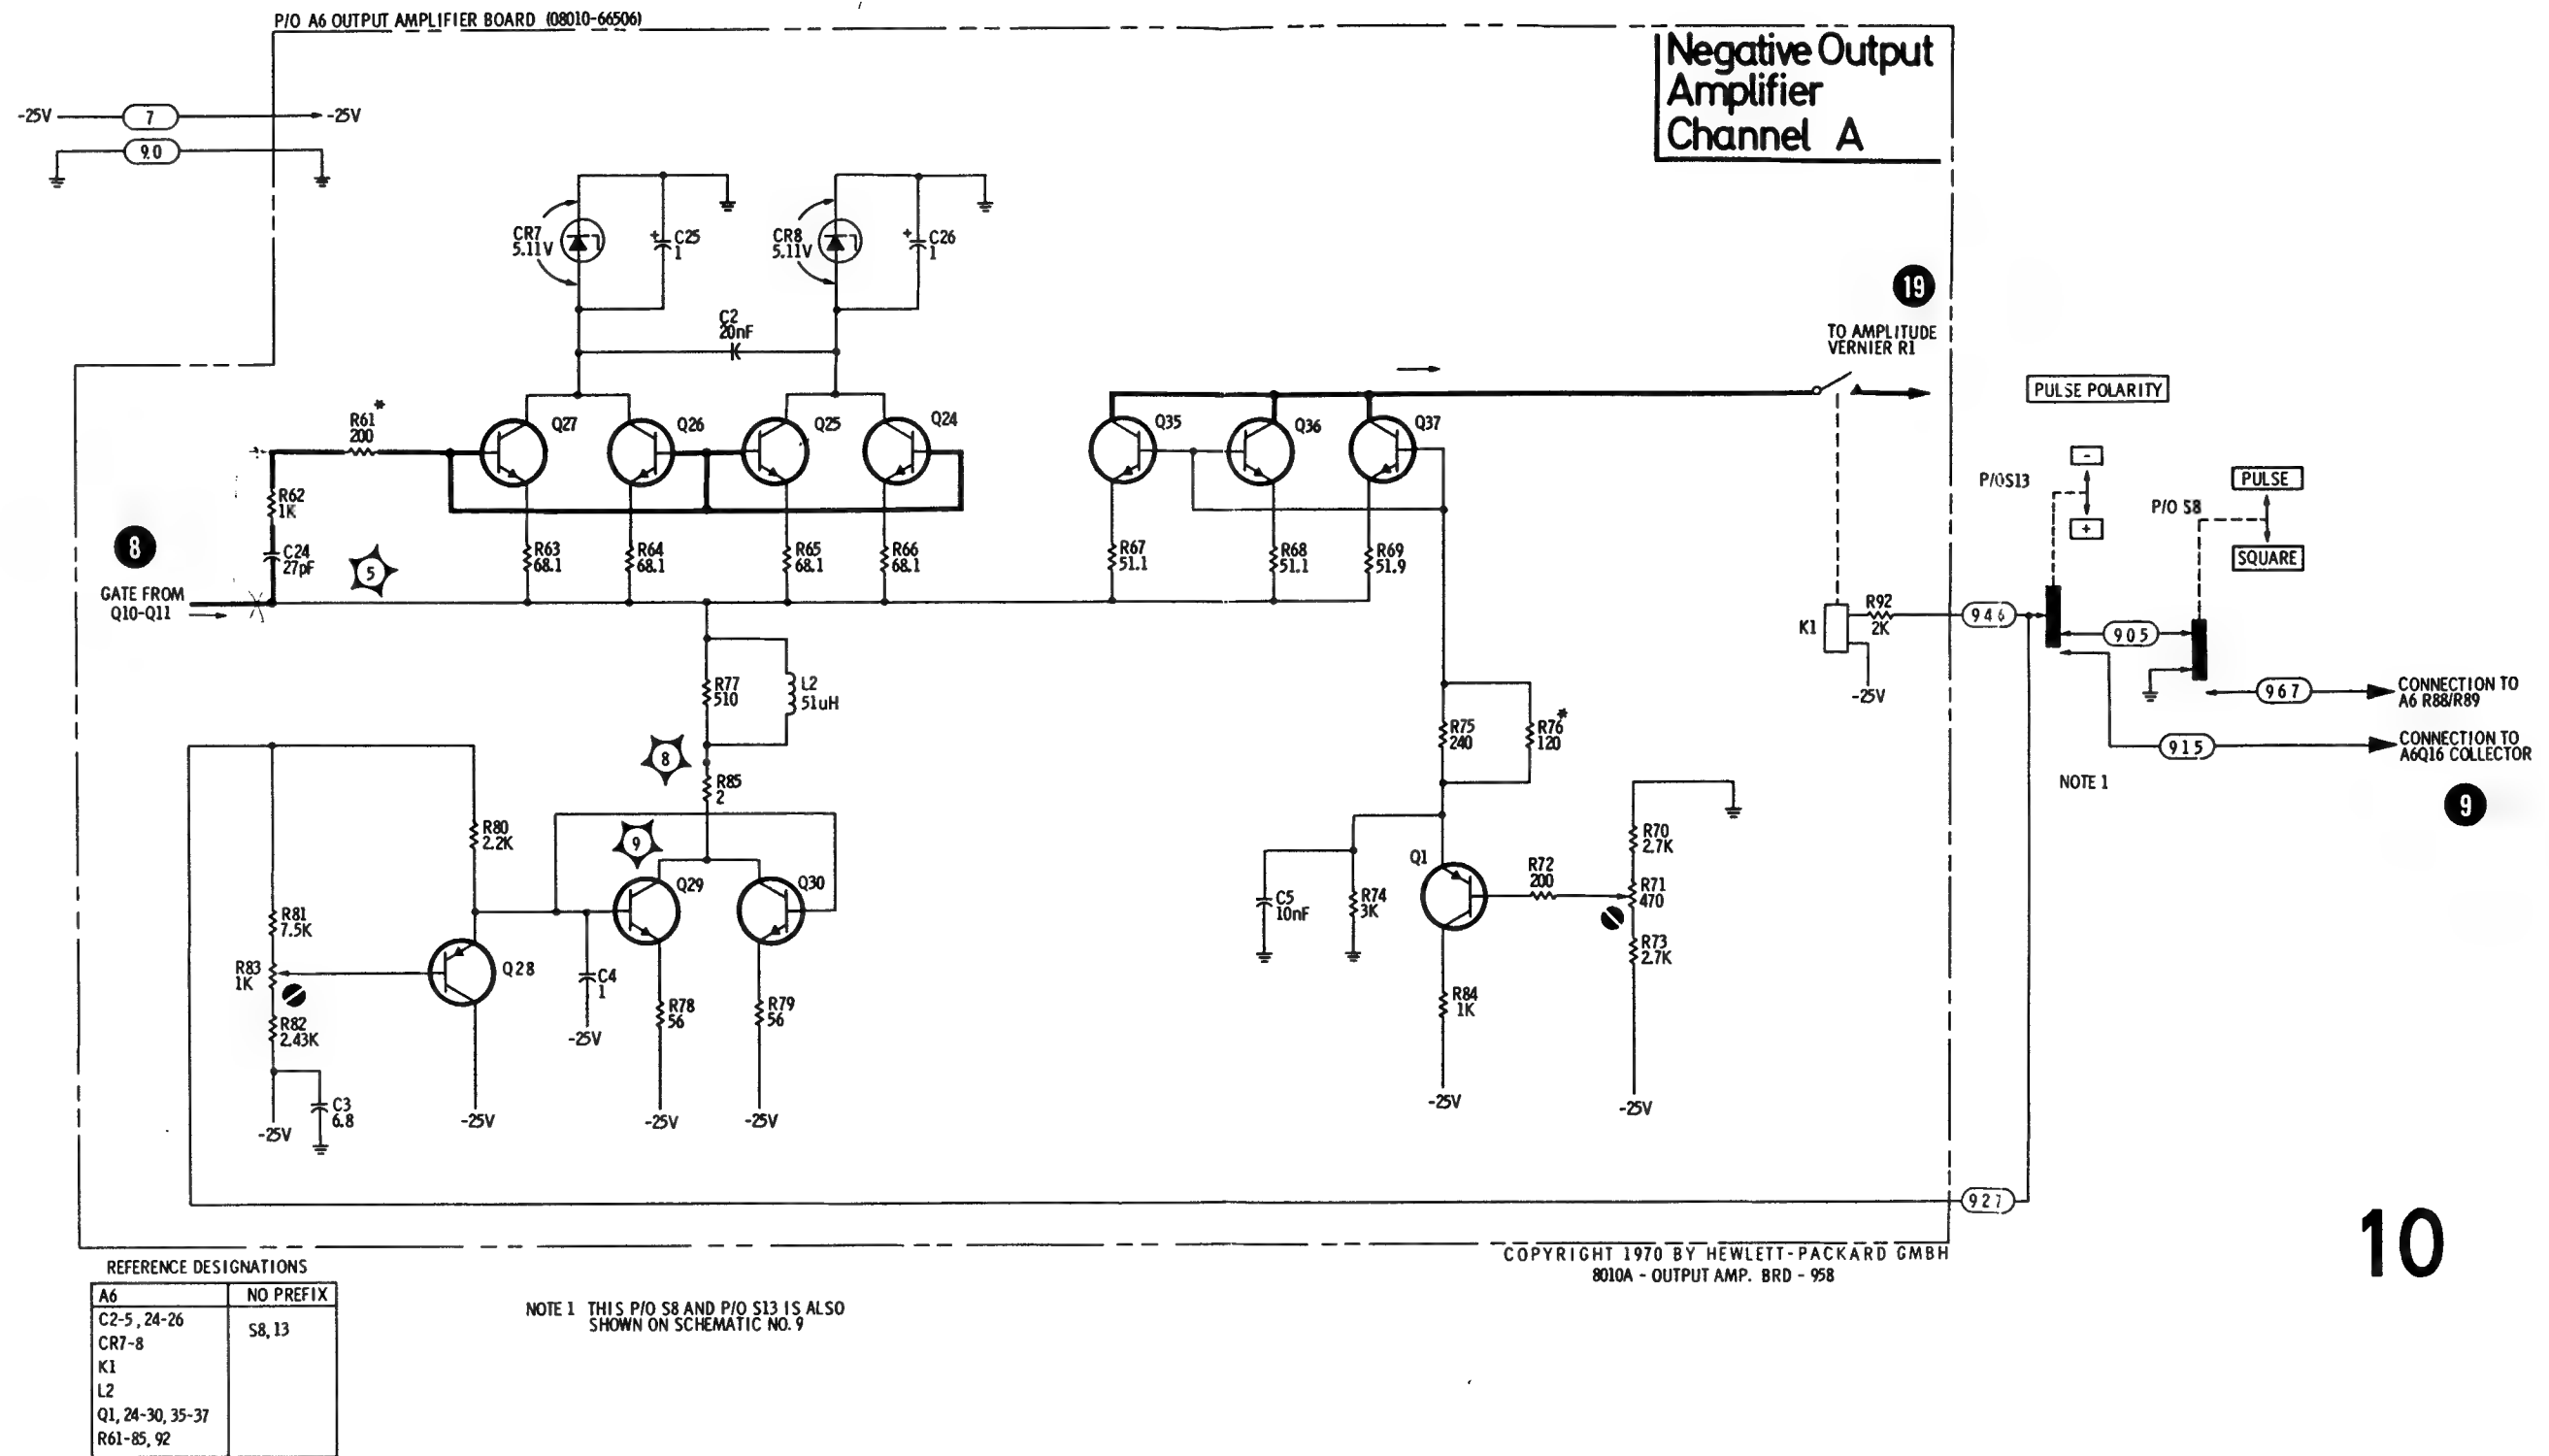 P/O A6 OUTPUT AMPLIFIER BOARD (08010-66506)
Negative Output
Amplifier
Channel A
-25V
7
-25V
9.0
CR7
5.11V
+
C25
1
CR8
5.11V
+
C26
1
C2
20nF
19
TO AMPLITUDE
VERNIER R1
PULSE POLARITY
R61*
200
Q27
Q26
Q25
Q24
Q35
Q36
Q37
-
+
P/O S13
P/O S8
PULSE
SQUARE
R62
1K
C24
27pF
8
GATE FROM
Q10-Q11
5
R63
68.1
R64
68.1
R65
68.1
R66
68.1
R67
51.1
R68
51.1
R69
51.9
K1
R92
2K
-25V
946
905
967
CONNECTION TO
A6 R88/R89
915
CONNECTION TO
A6Q16 COLLECTOR
NOTE 1
9
R77
510
L2
51uH
8
R85
2
R75
240
R76*
120
R80
2.2K
9
Q29
Q30
R81
7.5K
R83
1K
R82
2.43K
Q28
C4
1
-25V
R78
56
R79
56
C3
6.8
-25V
-25V
-25V
-25V
C5
10nF
R74
3K
Q1
R72
200
R70
2.7K
R71
470
R73
2.7K
R84
1K
-25V
-25V
927
COPYRIGHT 1970 BY HEWLETT-PACKARD GMBH
8010A - OUTPUT AMP. BRD - 958
10
REFERENCE DESIGNATIONS
A6 NO PREFIX
C2-5, 24-26
S8, 13
CR7-8
K1
L2
Q1, 24-30, 35-37
R61-85, 92
NOTE 1 THIS P/O S8 AND P/O S13 IS ALSO
SHOWN ON SCHEMATIC NO. 9